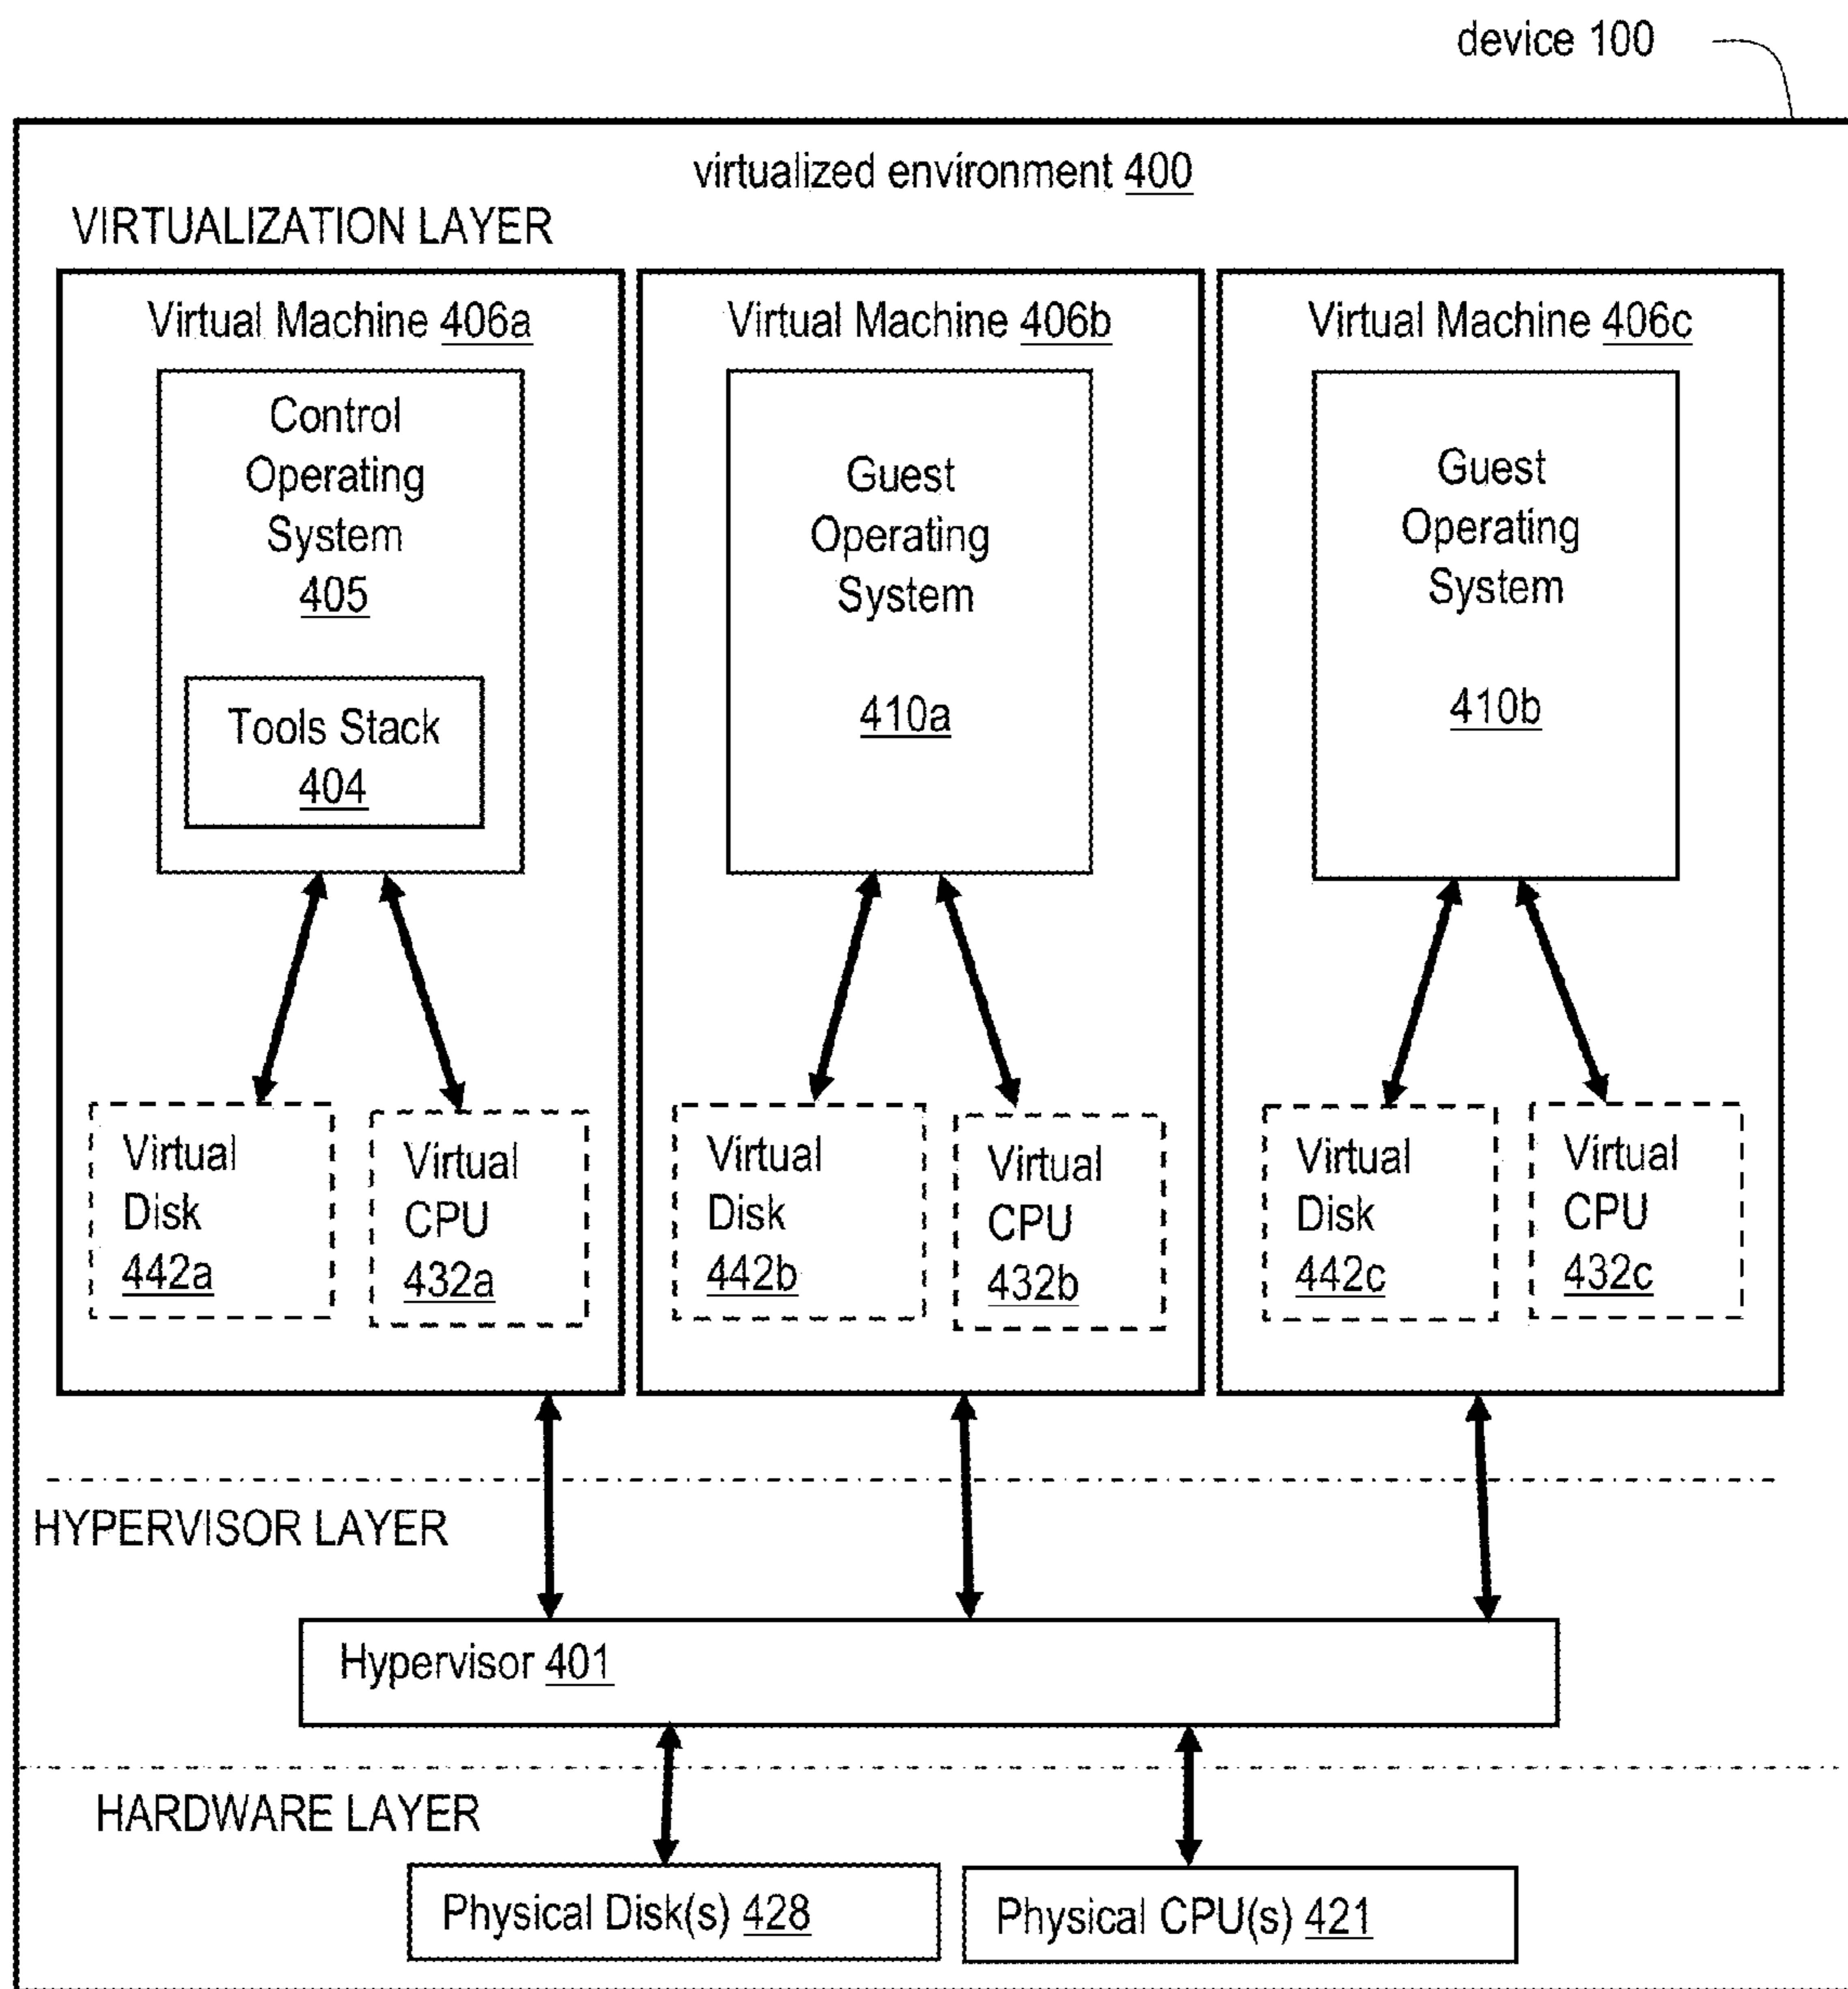 device 100
virtualized environment 400
VIRTUALIZATION LAYER
Virtual Machine 406a
Control
Operating
System
405
Tools Stack
404
Virtual
Disk
442a
Virtual
CPU
432a
Virtual Machine 406b
Guest
Operating
System
410a
Virtual
Disk
442b
Virtual
CPU
432b
Virtual Machine 406c
Guest
Operating
System
410b
Virtual
Disk
442c
Virtual
CPU
432c
HYPERVISOR LAYER
Hypervisor 401
HARDWARE LAYER
Physical Disk(s) 428
Physical CPU(s) 421